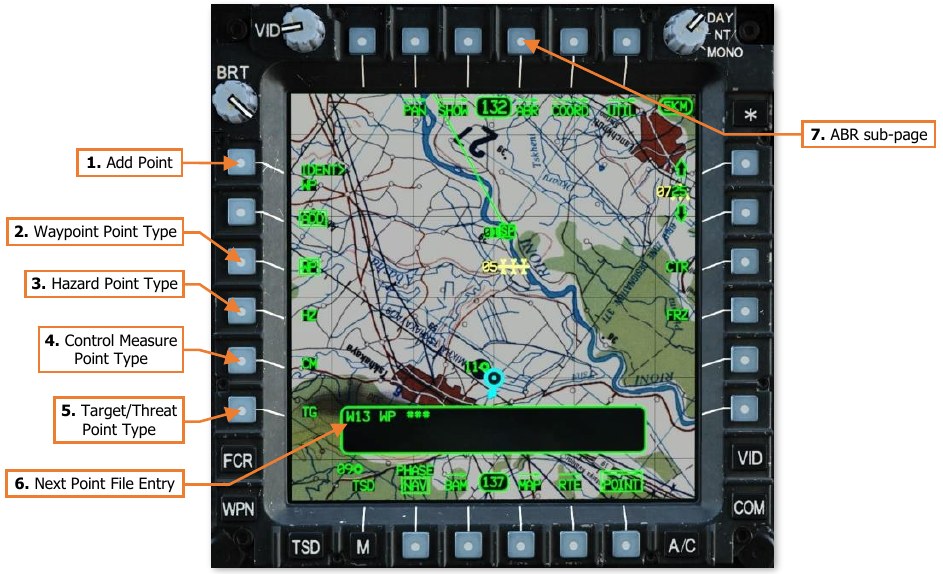 VID
DAY
NT/
MONO
BRT
*
7. ABR sub-page
1. Add Point
2. Waypoint Point Type
3. Hazard Point Type
4. Control Measure
Point Type
5. Target/Threat
Point Type
6. Next Point File Entry
PAN SHOW 132 ABR COORD UTIL
IDENT>
WP
ADD
HZ
CM
TG
CTR
FRZ
RIONI
RIONI
W13 WP ***
PHASE
TSD NAV BAM 137 MAP RTE POINT
FCR
WPN
VID
COM
TSD
M
A/C